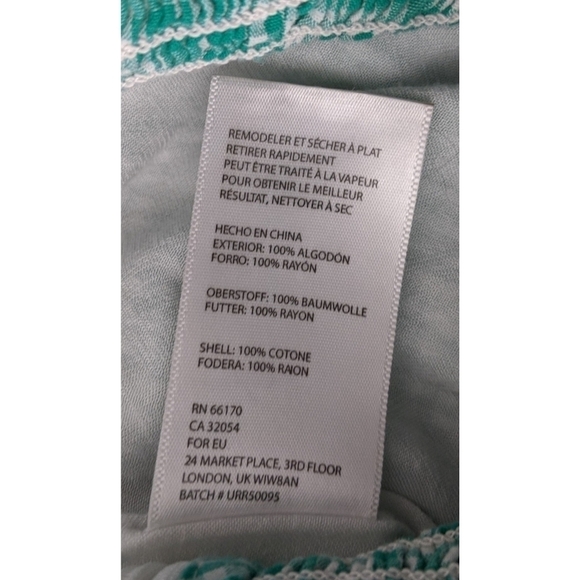 REMODELER ET SÉCHER À PLAT
RETIRER RAPIDEMENT
PEUT ÊTRE TRAITÉ À LA VAPEUR
POUR OBTENIR LE MEILLEUR
RÉSULTAT, NETTOYER À SEC
HECHO EN CHINA
EXTERIOR: 100% ALGODÓN
FORRO: 100% RAYÓN
OBERSTOFF: 100% BAUMWOLLE
FUTTER: 100% RAYON
SHELL: 100% COTONE
FODERA: 100% RAION
RN 66170
CA 32054
FOR EU
24 MARKET PLACE, 3RD FLOOR
LONDON, UK WIW8AN
BATCH # URR50095